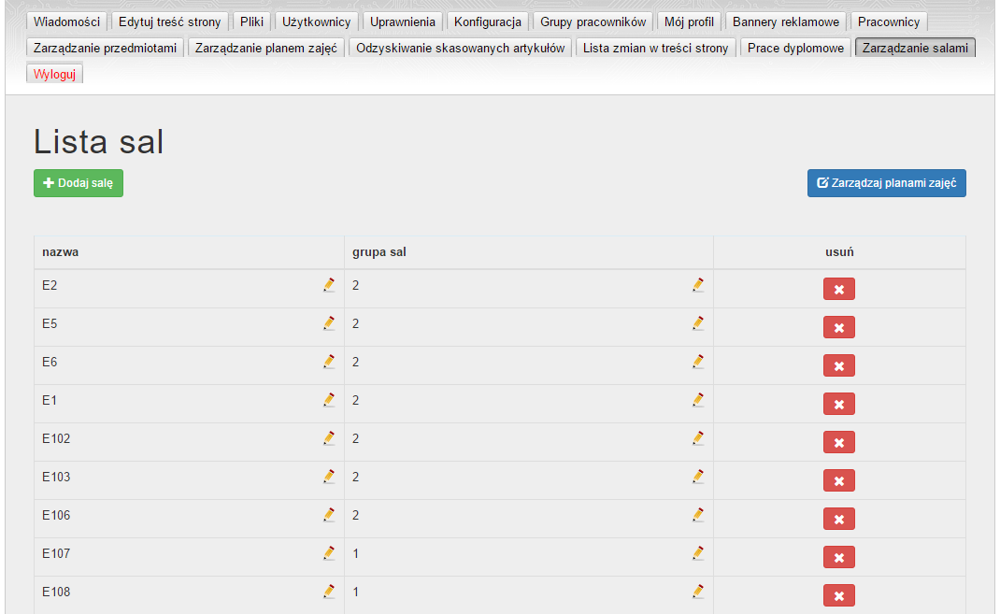 Wiadomości Edytuj treść strony Pliki Użytkownicy Uprawnienia Konfiguracja Grupy pracowników Mój profil Bannery reklamowe Pracownicy
Zarządzanie przedmiotami Zarządzanie planem zajęć Odzyskiwanie skasowanych artykułów Lista zmian w treści strony Prace dyplomowe Zarządzanie salami
Wyloguj
Lista sal
Dodaj salę Zarządzaj planami zajęć
nazwa grupa sal usuń
E2 2
E5 2
E6 2
E1 2
E102 2
E103 2
E106 2
E107 1
E108 1